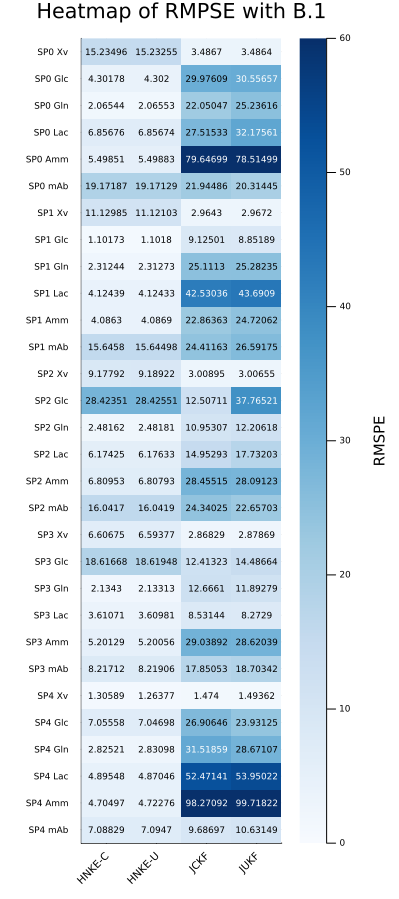 Heatmap of RMPSE with B.1
SP0 Xv 15.23496 15.23255 3.4867 3.4864
SP0 Glc 4.30178 4.302 29.97609 30.55657
SP0 Gln 2.06544 2.06553 22.05047 25.23616
SP0 Lac 6.85676 6.85674 27.51533 32.17561
SP0 Amm 5.49851 5.49883 79.64699 78.51499
SP0 mAb 19.17187 19.17129 21.94486 20.31445
SP1 Xv 11.12985 11.12103 2.9643 2.9672
SP1 Glc 1.10173 1.1018 9.12501 8.85189
SP1 Gln 2.31244 2.31273 25.1113 25.28235
SP1 Lac 4.12439 4.12433 42.53036 43.6909
SP1 Amm 4.0863 4.0869 22.86363 24.72062
SP1 mAb 15.6458 15.64498 24.41163 26.59175
SP2 Xv 9.17792 9.18922 3.00895 3.00655
SP2 Glc 28.42351 28.42551 12.50711 37.76521
SP2 Gln 2.48162 2.48181 10.95307 12.20618
SP2 Lac 6.17425 6.17633 14.95293 17.73203
SP2 Amm 6.80953 6.80793 28.45515 28.09123
SP2 mAb 16.0417 16.0419 24.34025 22.65703
SP3 Xv 6.60675 6.59377 2.86829 2.87869
SP3 Glc 18.61668 18.61948 12.41323 14.48664
SP3 Gln 2.1343 2.13313 12.6661 11.89279
SP3 Lac 3.61071 3.60981 8.53144 8.2729
SP3 Amm 5.20129 5.20056 29.03892 28.62039
SP3 mAb 8.21712 8.21906 17.85053 18.70342
SP4 Xv 1.30589 1.26377 1.474 1.49362
SP4 Glc 7.05558 7.04698 26.90646 23.93125
SP4 Gln 2.82521 2.83098 31.51859 28.67107
SP4 Lac 4.89548 4.87046 52.47141 53.95022
SP4 Amm 4.70497 4.72276 98.27092 99.71822
SP4 mAb 7.08829 7.0947 9.68697 10.63149
HNKE-C HNKE-U JCKF JUKF
60
50
40
30
20
10
0
RMSPE